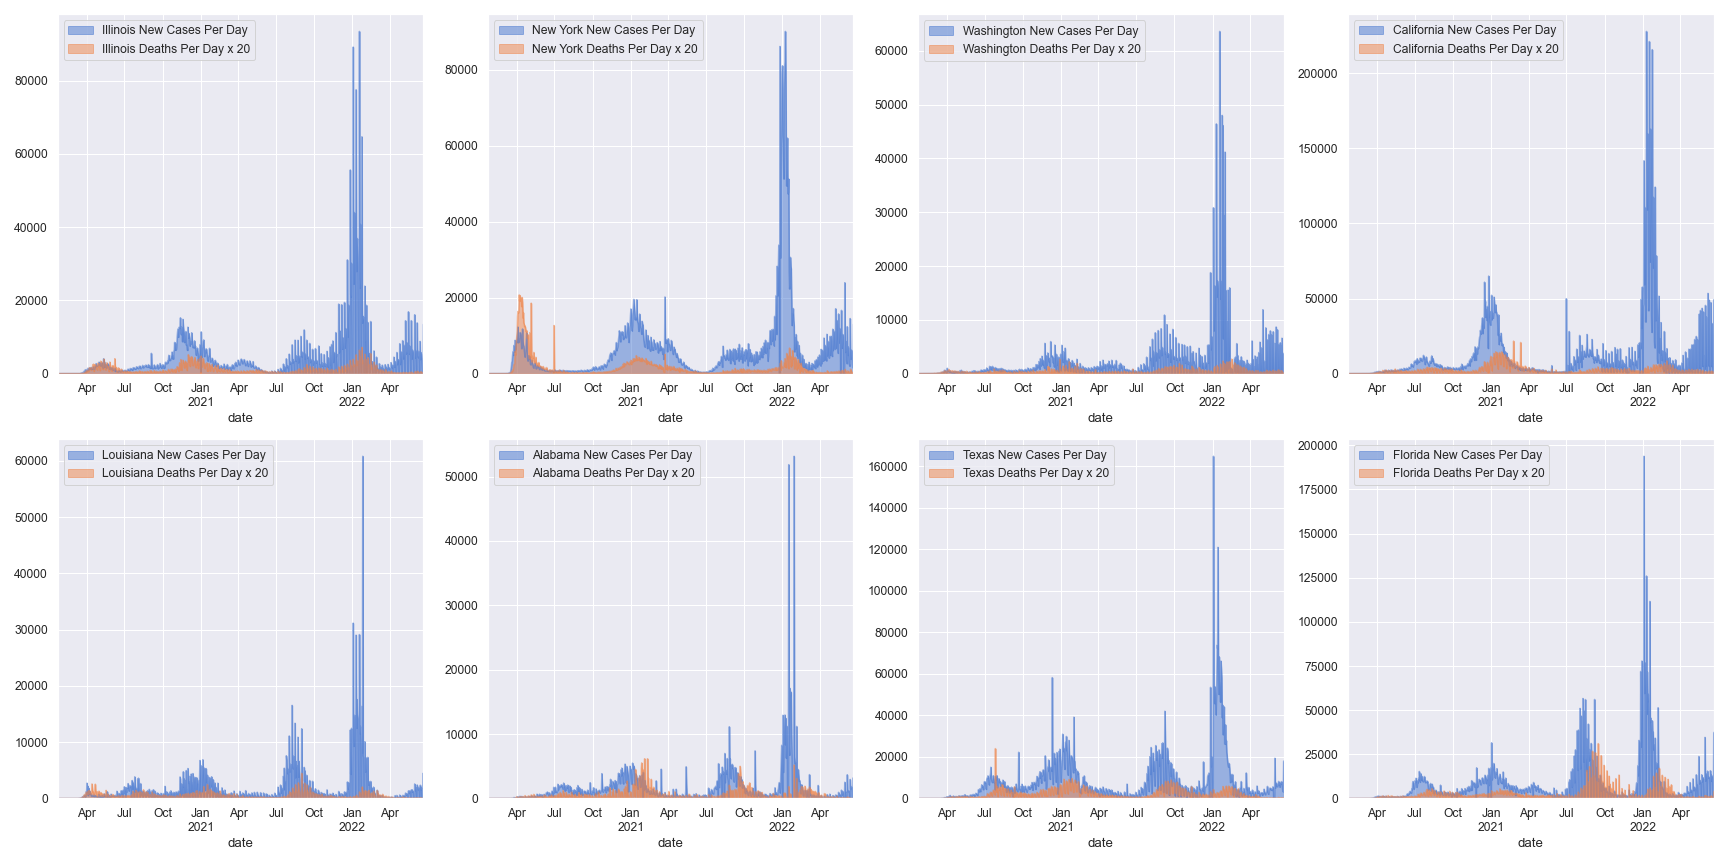 Illinois New Cases Per Day
Illinois Deaths Per Day x 20
80000
60000
40000
20000
0
Apr Jul Oct Jan Apr Jul Oct Jan Apr
2021 2022
date
New York New Cases Per Day
New York Deaths Per Day x 20
80000
60000
40000
20000
0
Apr Jul Oct Jan Apr Jul Oct Jan Apr
2021 2022
date
Washington New Cases Per Day
Washington Deaths Per Day x 20
60000
50000
40000
30000
20000
10000
0
Apr Jul Oct Jan Apr Jul Oct Jan Apr
2021 2022
date
California New Cases Per Day
California Deaths Per Day x 20
200000
150000
100000
50000
0
Apr Jul Oct Jan Apr Jul Oct Jan Apr
2021 2022
date
Louisiana New Cases Per Day
Louisiana Deaths Per Day x 20
60000
50000
40000
30000
20000
10000
0
Apr Jul Oct Jan Apr Jul Oct Jan Apr
2021 2022
date
Alabama New Cases Per Day
Alabama Deaths Per Day x 20
50000
40000
30000
20000
10000
0
Apr Jul Oct Jan Apr Jul Oct Jan Apr
2021 2022
date
Texas New Cases Per Day
Texas Deaths Per Day x 20
160000
140000
120000
100000
80000
60000
40000
20000
0
Apr Jul Oct Jan Apr Jul Oct Jan Apr
2021 2022
date
Florida New Cases Per Day
Florida Deaths Per Day x 20
200000
175000
150000
125000
100000
75000
50000
25000
0
Apr Jul Oct Jan Apr Jul Oct Jan Apr
2021 2022
date